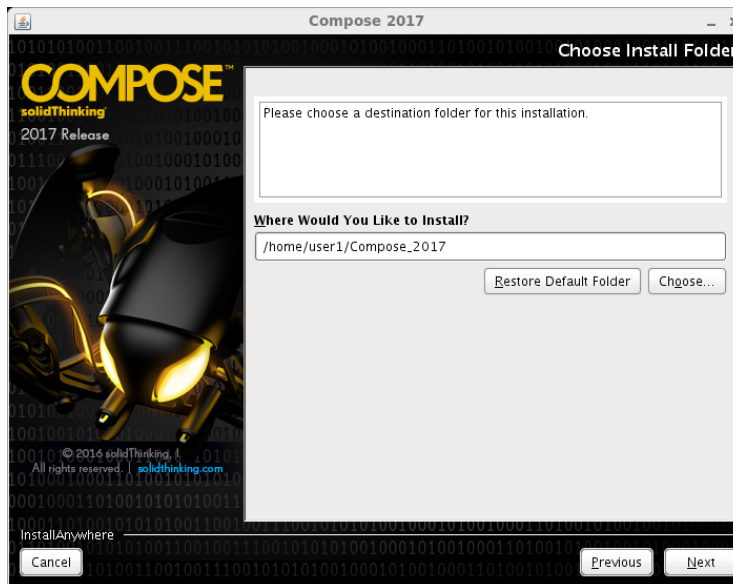 Compose 2017
Choose Install Folder
COMPOSE™
solidThinking
2017 Release
Please choose a destination folder for this installation.
Where Would You Like to Install?
/home/user1/Compose_2017
Restore Default Folder
Choose...
© 2016 solidThinking, I
All rights reserved. | solidthinking.com
InstallAnywhere
Cancel
Previous
Next